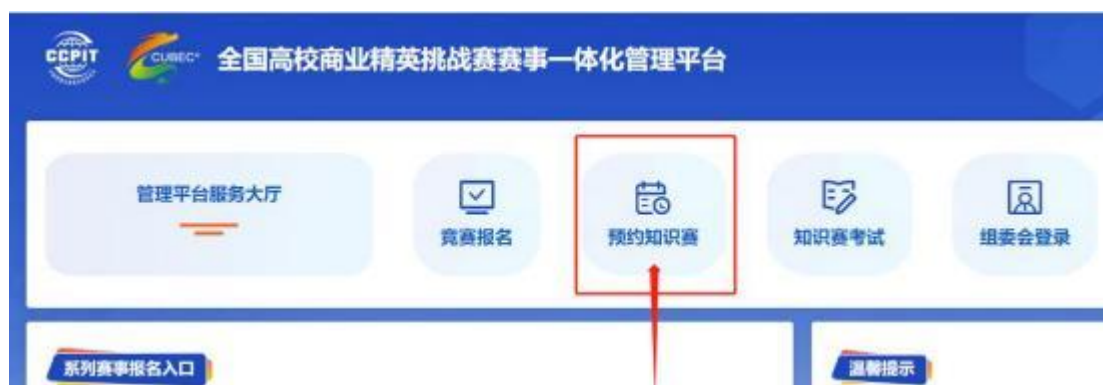 CCPIT
CUBEC
全国高校商业精英挑战赛赛事一体化管理平台
管理平台服务大厅
竞赛报名
预约知识赛
知识赛考试
组委会登录
系列赛事报名入口
温馨提示